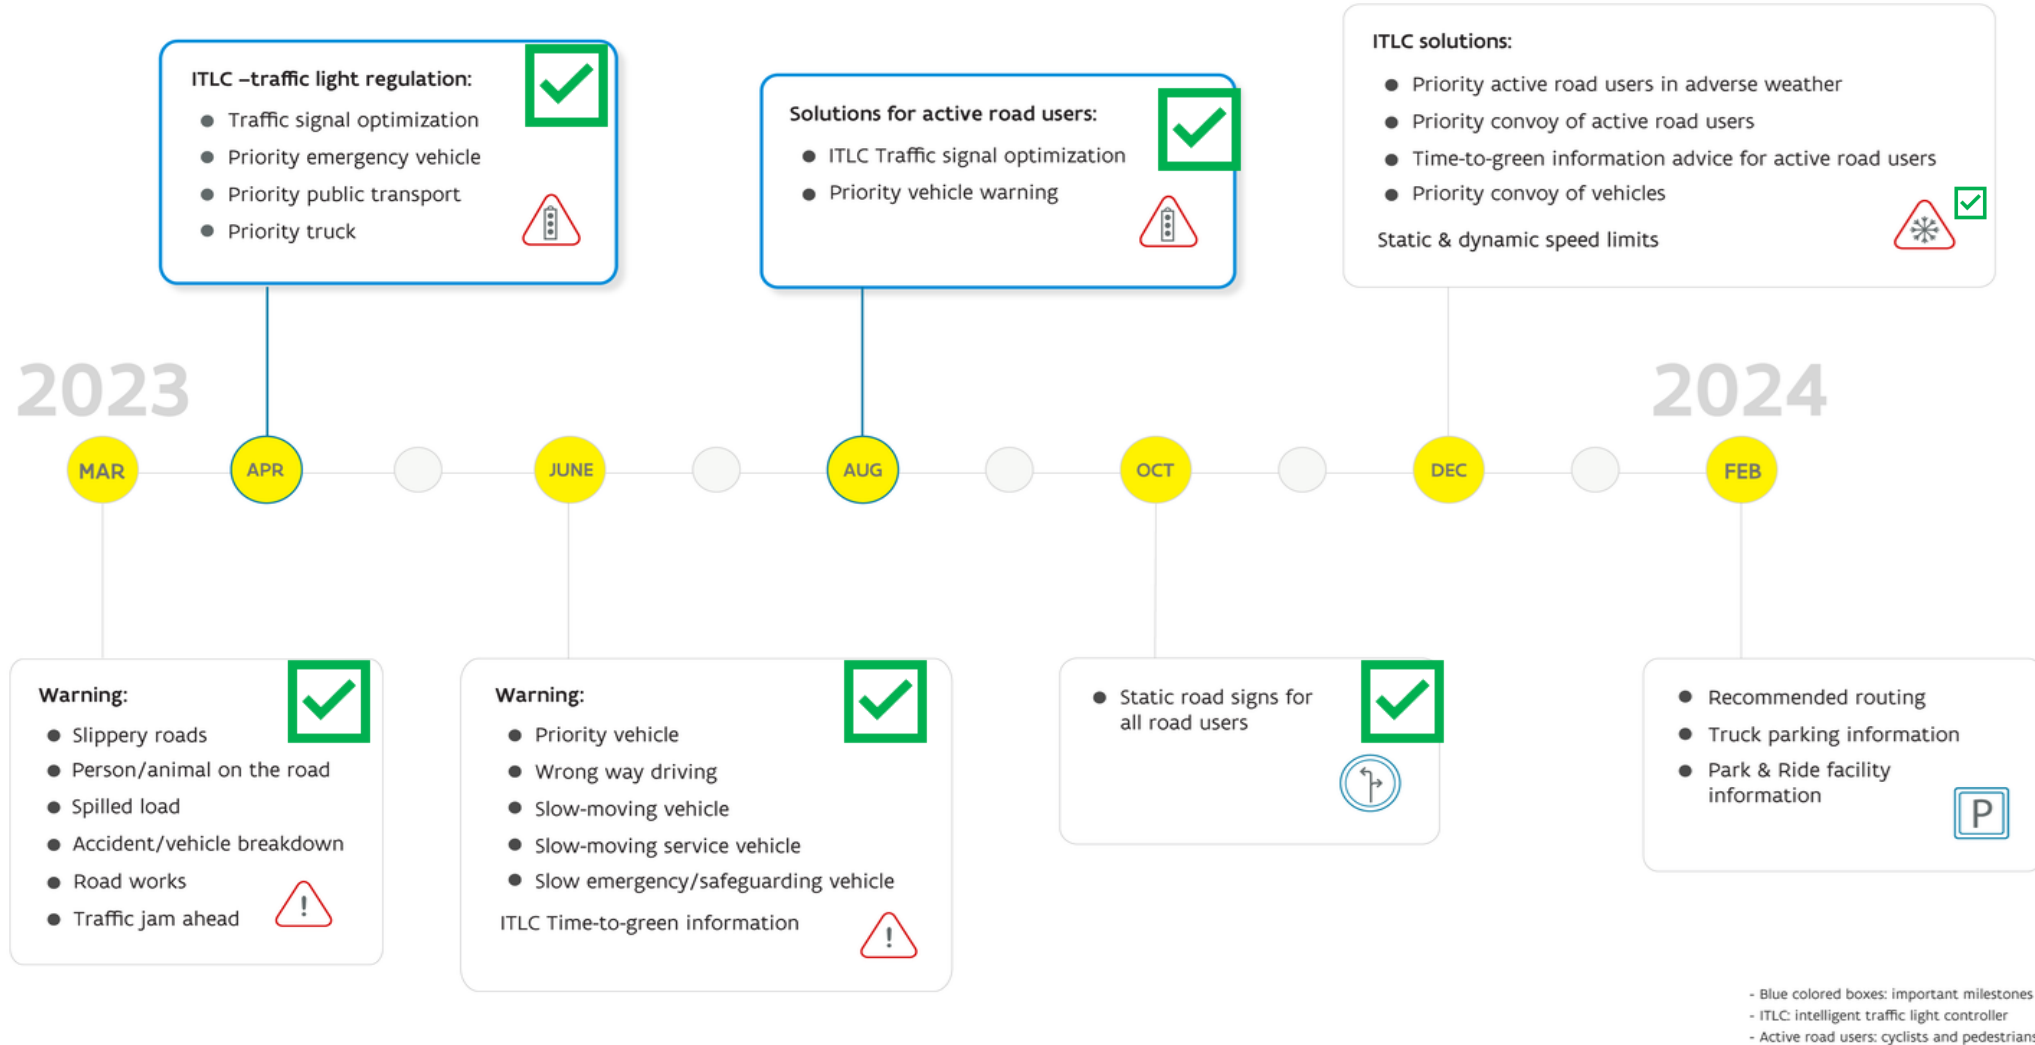 ITLC –traffic light regulation:
Traffic signal optimization
Priority emergency vehicle
Priority public transport
Priority truck
Solutions for active road users:
ITLC Traffic signal optimization
Priority vehicle warning
ITLC solutions:
Priority active road users in adverse weather
Priority convoy of active road users
Time-to-green information advice for active road users
Priority convoy of vehicles
Static & dynamic speed limits
2023
2024
MAR
APR
JUNE
AUG
OCT
DEC
FEB
Warning:
Slippery roads
Person/animal on the road
Spilled load
Accident/vehicle breakdown
Road works
Traffic jam ahead
!
Warning:
Priority vehicle
Wrong way driving
Slow-moving vehicle
Slow-moving service vehicle
Slow emergency/safeguarding vehicle
ITLC Time-to-green information
!
Static road signs for
all road users
Recommended routing
Truck parking information
Park & Ride facility
information
P
- Blue colored boxes: important milestones
- ITLC: intelligent traffic light controller
- Active road users: cyclists and pedestrians